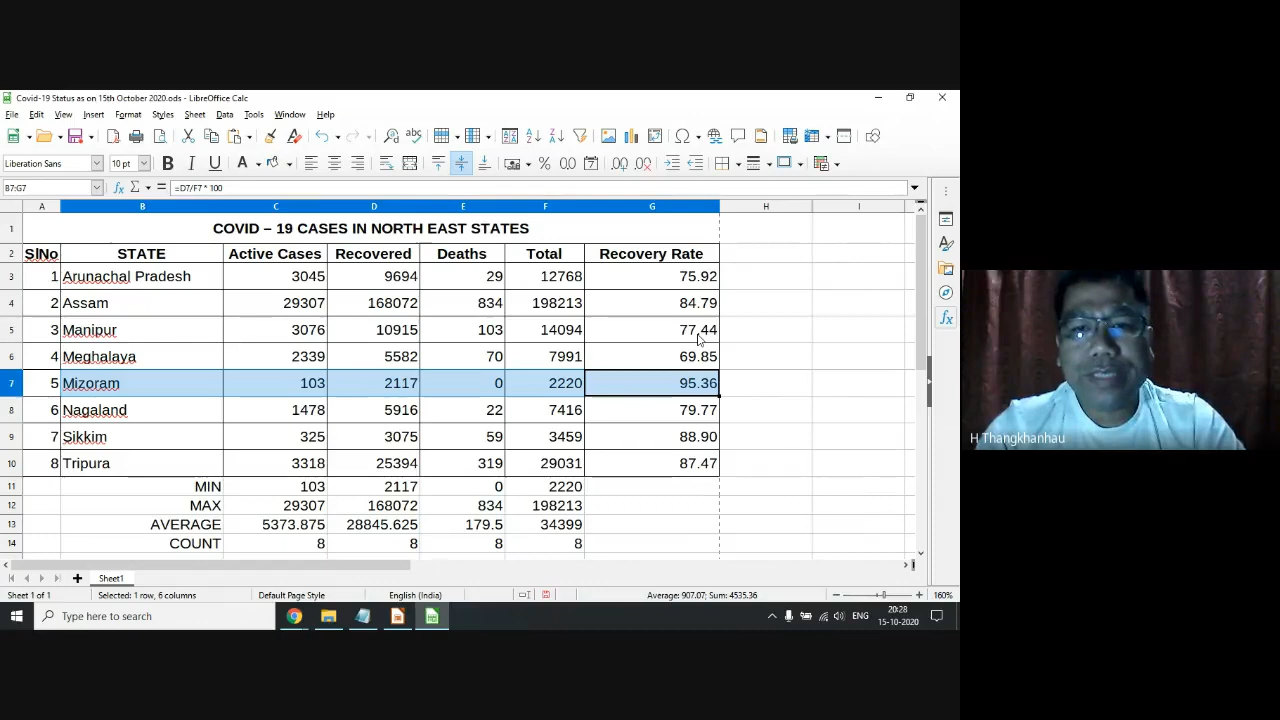 Covid-19 Status as on 15th October 2020.ods - LibreOffice Calc
File Edit View Insert Format Styles Sheet Data Tools Window Help
Liberation Sans 10 pt
B7:G7 =D7/F7 * 100
A B C D E F G H I
1 COVID – 19 CASES IN NORTH EAST STATES
2 SlNo STATE Active Cases Recovered Deaths Total Recovery Rate
3 1 Arunachal Pradesh 3045 9694 29 12768 75.92
4 2 Assam 29307 168072 834 198213 84.79
5 3 Manipur 3076 10915 103 14094 77.44
6 4 Meghalaya 2339 5582 70 7991 69.85
7 5 Mizoram 103 2117 0 2220 95.36
8 6 Nagaland 1478 5916 22 7416 79.77
9 7 Sikkim 325 3075 59 3459 88.90
10 8 Tripura 3318 25394 319 29031 87.47
11 MIN 103 2117 0 2220
12 MAX 29307 168072 834 198213
13 AVERAGE 5373.875 28845.625 179.5 34399
14 COUNT 8 8 8 8
Sheet1
Sheet 1 of 1 Selected: 1 row, 6 columns Default Page Style English (India) Average: 907.07; Sum: 4535.36 160%
Type here to search ENG 20:28
15-10-2020
H Thangkhanhau